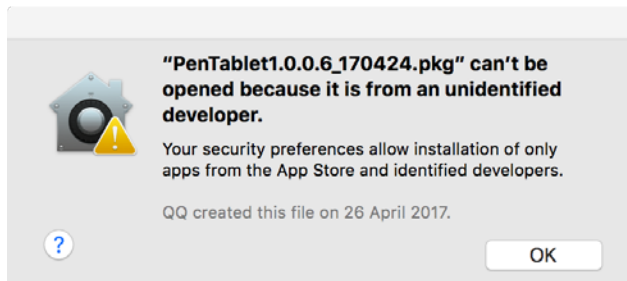 “PenTablet1.0.0.6_170424.pkg” can’t be
opened because it is from an unidentified
developer.
Your security preferences allow installation of only
apps from the App Store and identified developers.
QQ created this file on 26 April 2017.
?
OK